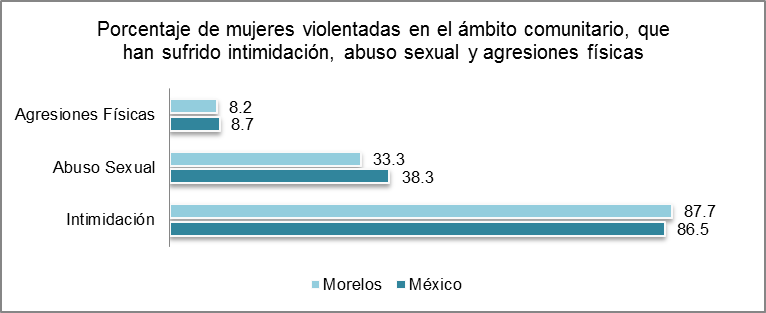 Porcentaje de mujeres violentadas en el ámbito comunitario, que
han sufrido intimidación, abuso sexual y agresiones físicas
Agresiones Físicas
8.2
8.7
Abuso Sexual
33.3
38.3
Intimidación
87.7
86.5
Morelos México